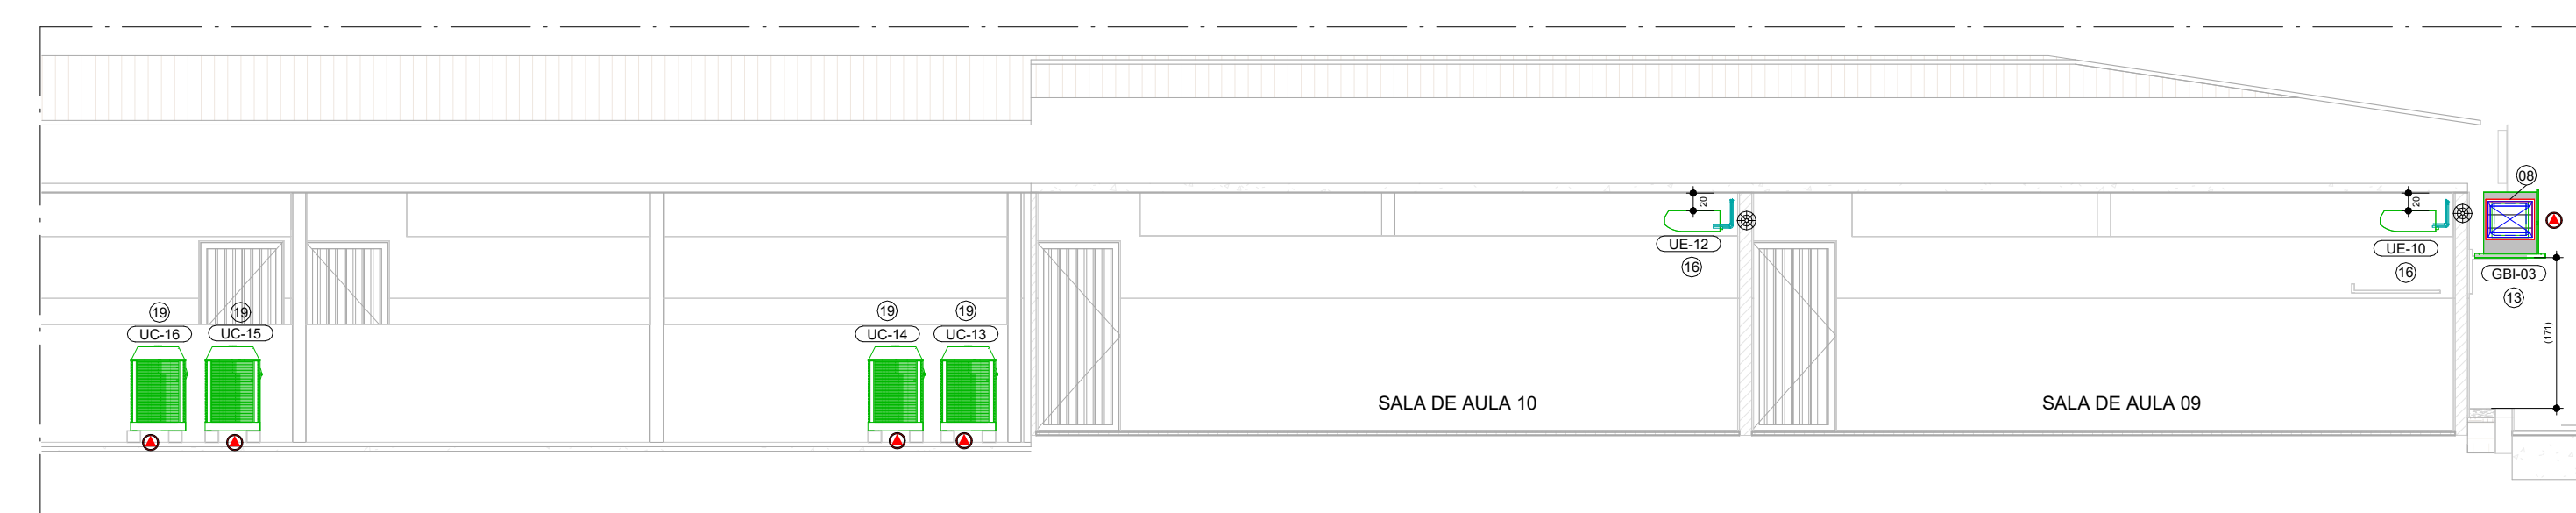 08
20
20
UE-12
16
UE-10
16
GBI-03
13
19
19
19
19
UC-16
UC-15
UC-14
UC-13
(171)
SALA DE AULA 10
SALA DE AULA 09